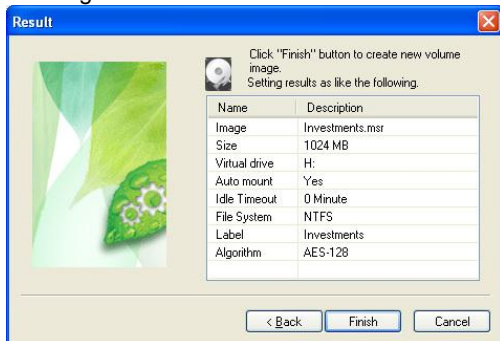 Result
Click "Finish" button to create new volume
image.
Setting results as like the following.
Name Description
Image Investments.msr
Size 1024 MB
Virtual drive H:
Auto mount Yes
Idle Timeout 0 Minute
File System NTFS
Label Investments
Algorithm AES-128
< Back Finish Cancel